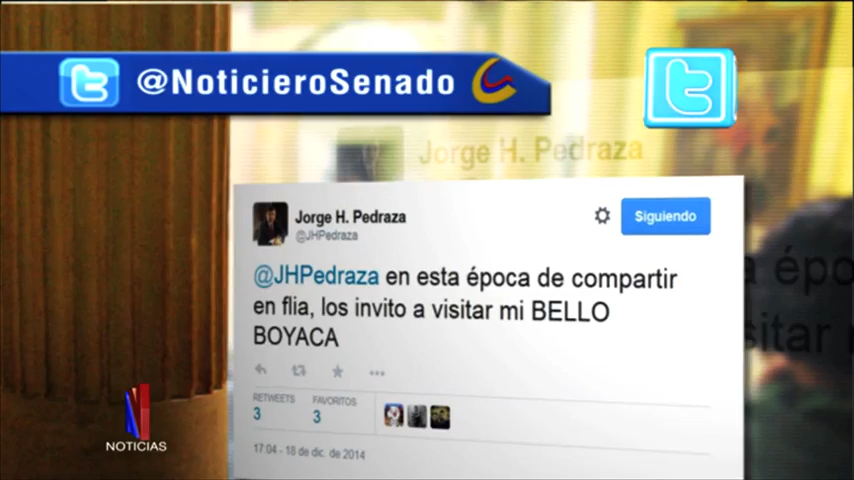 @NoticieroSenado
Jorge H. Pedraza
Jorge H. Pedraza
@JHPedraza
Siguiendo
@JHPedraza en esta época de compartir
en flia, los invito a visitar mi BELLO
BOYACA
RETWEETS
3
FAVORITOS
3
17:04 - 18 de dic. de 2014
N
NOTICIAS